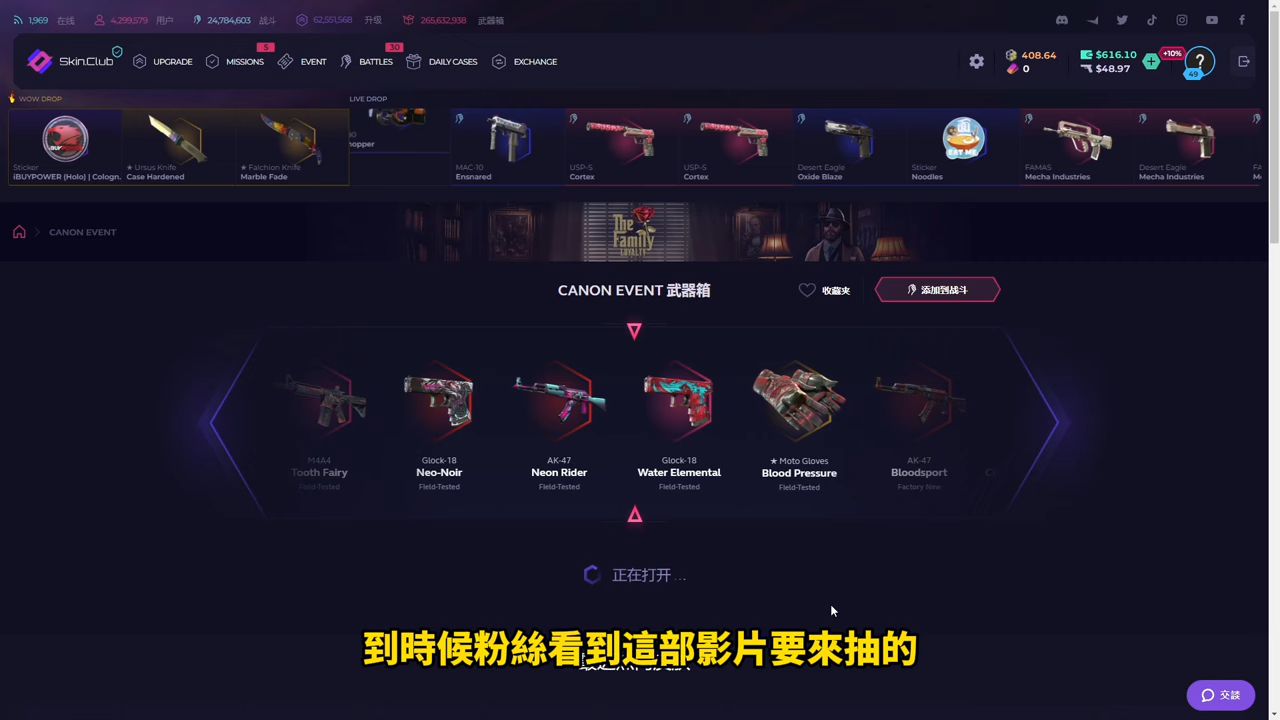 1,969 在线
4,299,579 用户
24,784,603 战斗
62,551,568 升级
265,632,938 武器箱
Skin.Club
UPGRADE
5
MISSIONS
EVENT
30
BATTLES
DAILY CASES
EXCHANGE
408.64
0
$616.10
$48.97
+10%
?
49
WOW DROP
LIVE DROP
Sticker
iBUYPOWER (Holo) | Cologn.
★ Ursus Knife
Case Hardened
★ Falchion Knife
Marble Fade
hopper
MAC-10
Ensnared
USP-S
Cortex
USP-S
Cortex
Desert Eagle
Oxide Blaze
Sticker
Noodles
EAT ME
FAMAS
Mecha Industries
Desert Eagle
Mecha Industries
The
Family
LOYALTY
CANON EVENT
CANON EVENT 武器箱
收藏夹
添加到战斗
M4A4
Tooth Fairy
Field-Tested
Glock-18
Neo-Noir
Field-Tested
AK-47
Neon Rider
Field-Tested
Glock-18
Water Elemental
Field-Tested
★ Moto Gloves
Blood Pressure
Field-Tested
AK-47
Bloodsport
Factory New
正在打开 ...
到時候粉絲看到這部影片要來抽的
交談